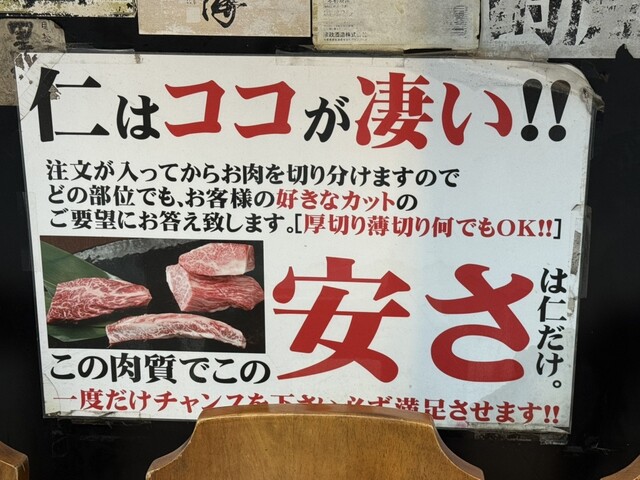 仁はココが凄い!!
注文が入ってからお肉を切り分けますので
どの部位でも、お客様の好きなカットの
ご要望にお答え致します。[厚切り薄切り何でもOK!!]
この肉質でこの安さは仁だけ。
一度だけチャンスを下さい必ず満足させます!!